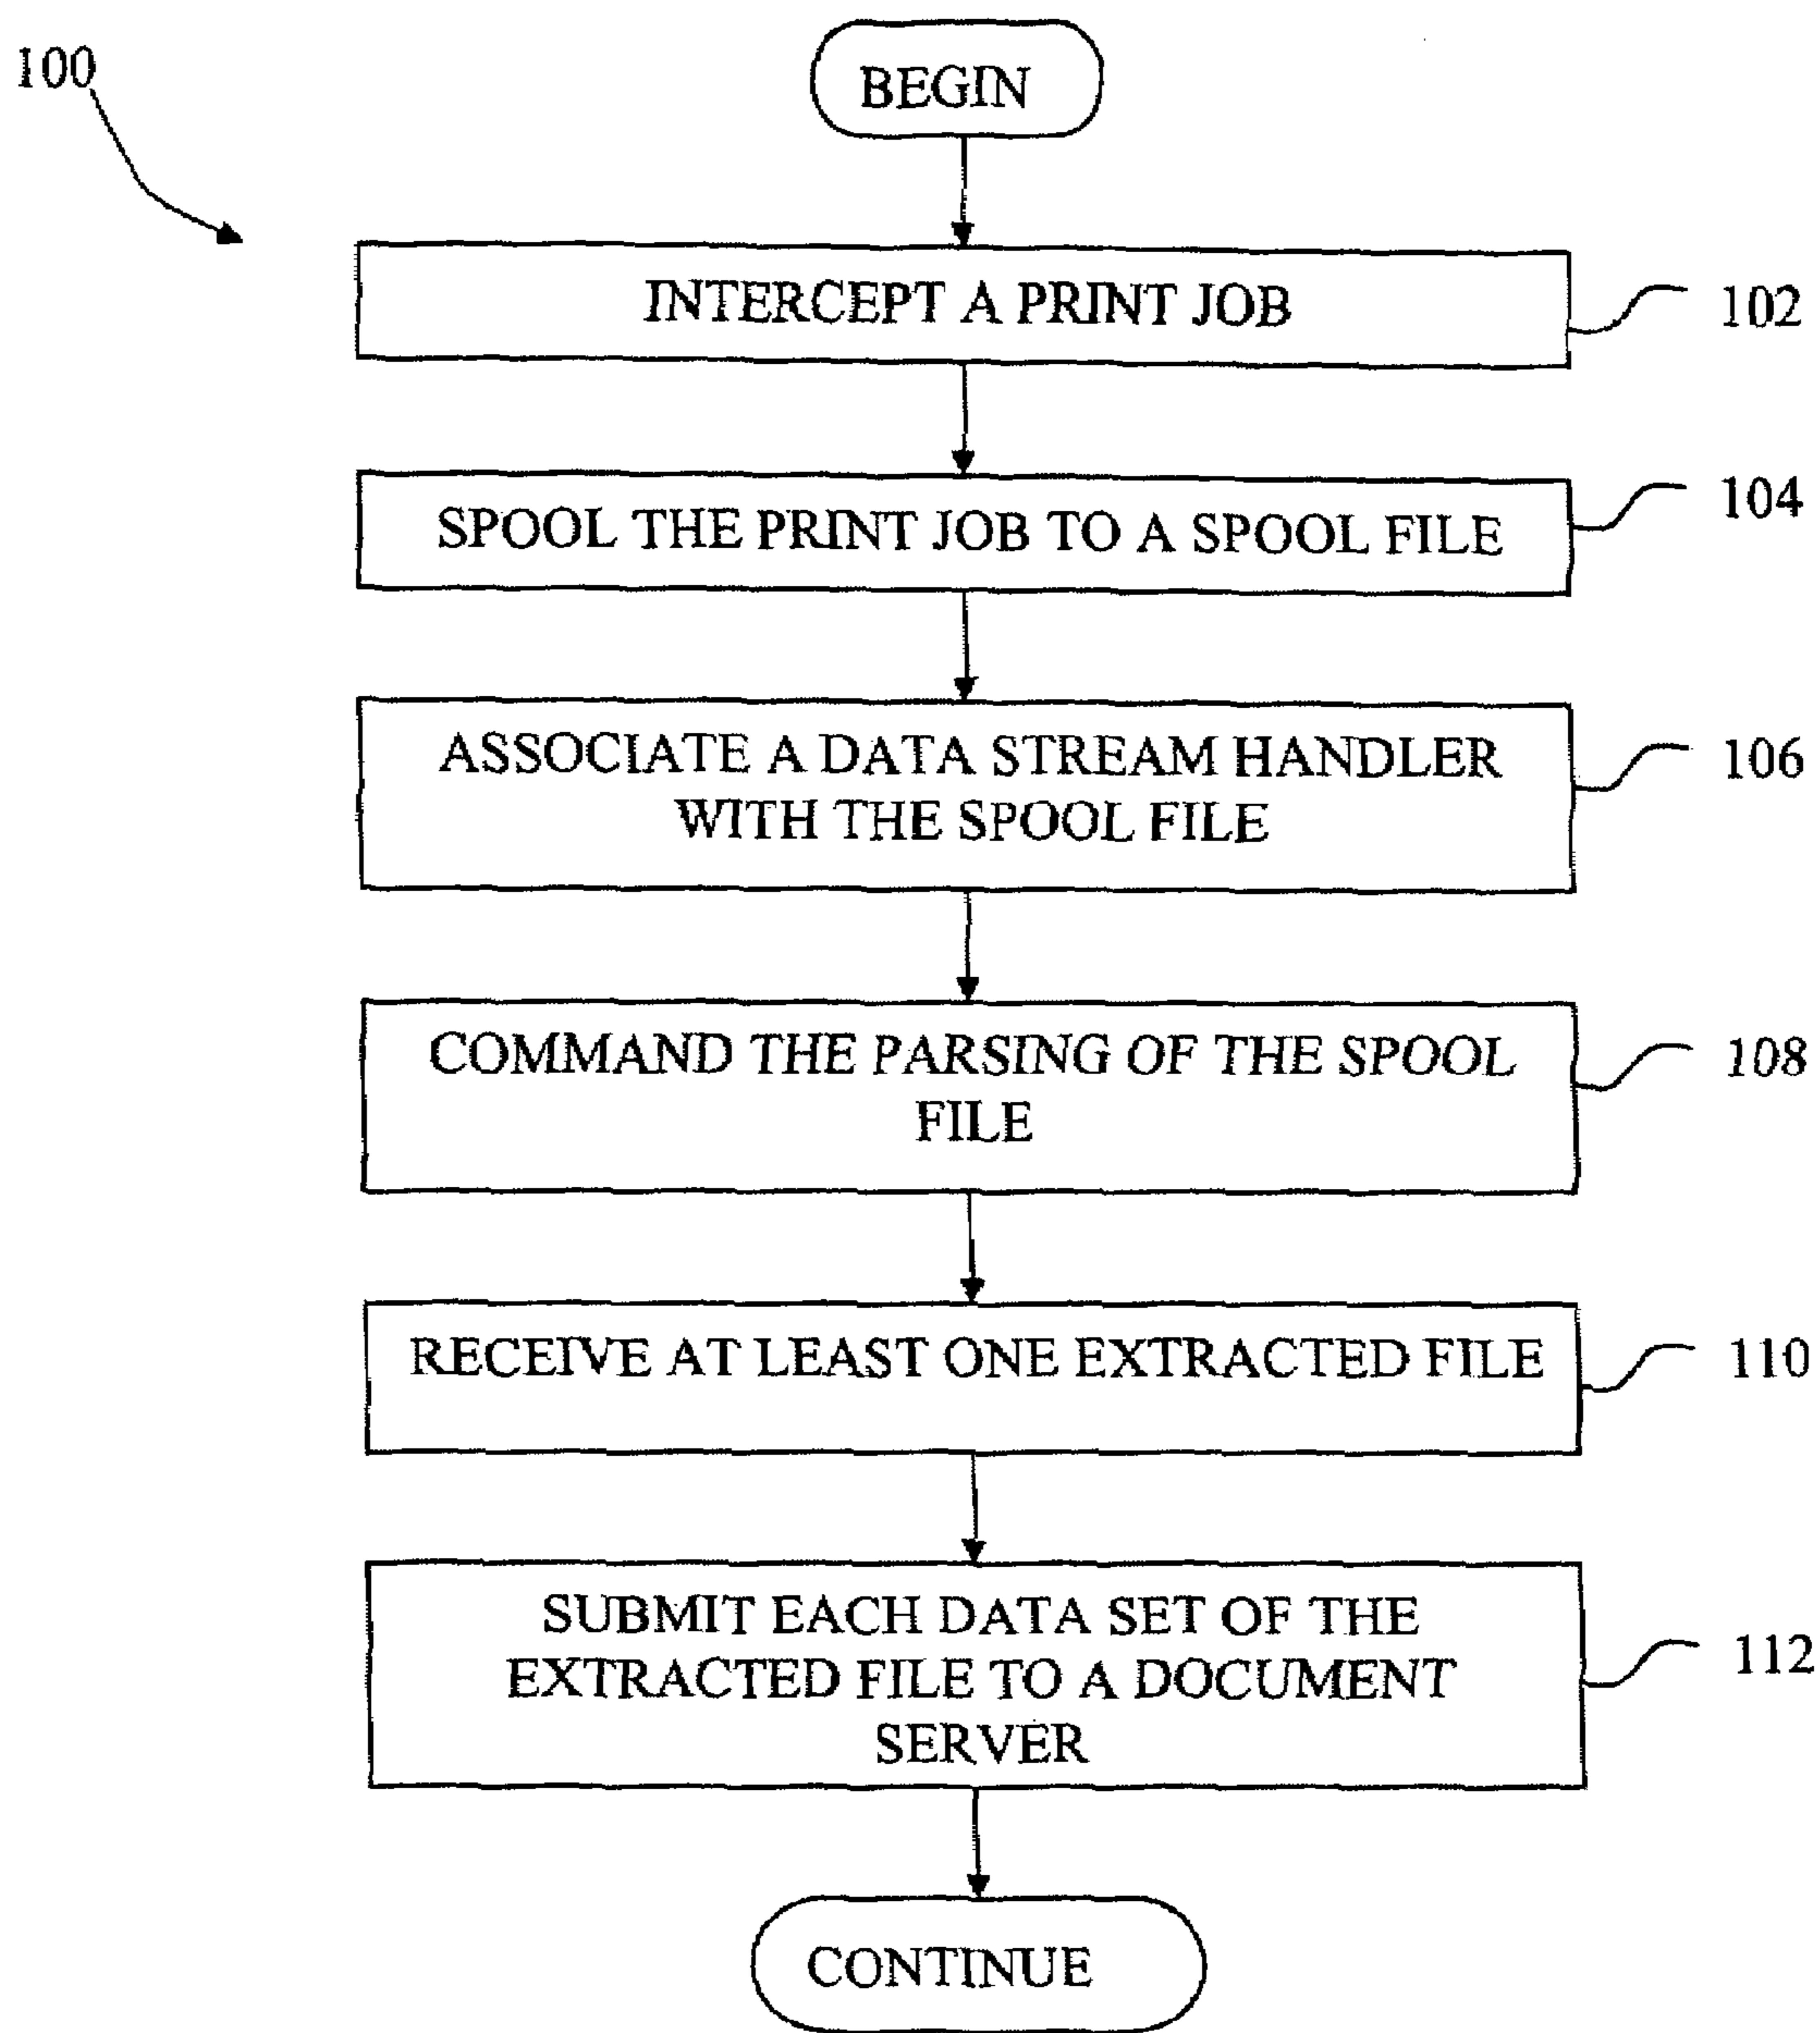 100
BEGIN
INTERCEPT A PRINT JOB
102
SPOOL THE PRINT JOB TO A SPOOL FILE
104
ASSOCIATE A DATA STREAM HANDLER
WITH THE SPOOL FILE
106
COMMAND THE PARSING OF THE SPOOL
FILE
108
RECEIVE AT LEAST ONE EXTRACTED FILE
110
SUBMIT EACH DATA SET OF THE
EXTRACTED FILE TO A DOCUMENT
SERVER
112
CONTINUE